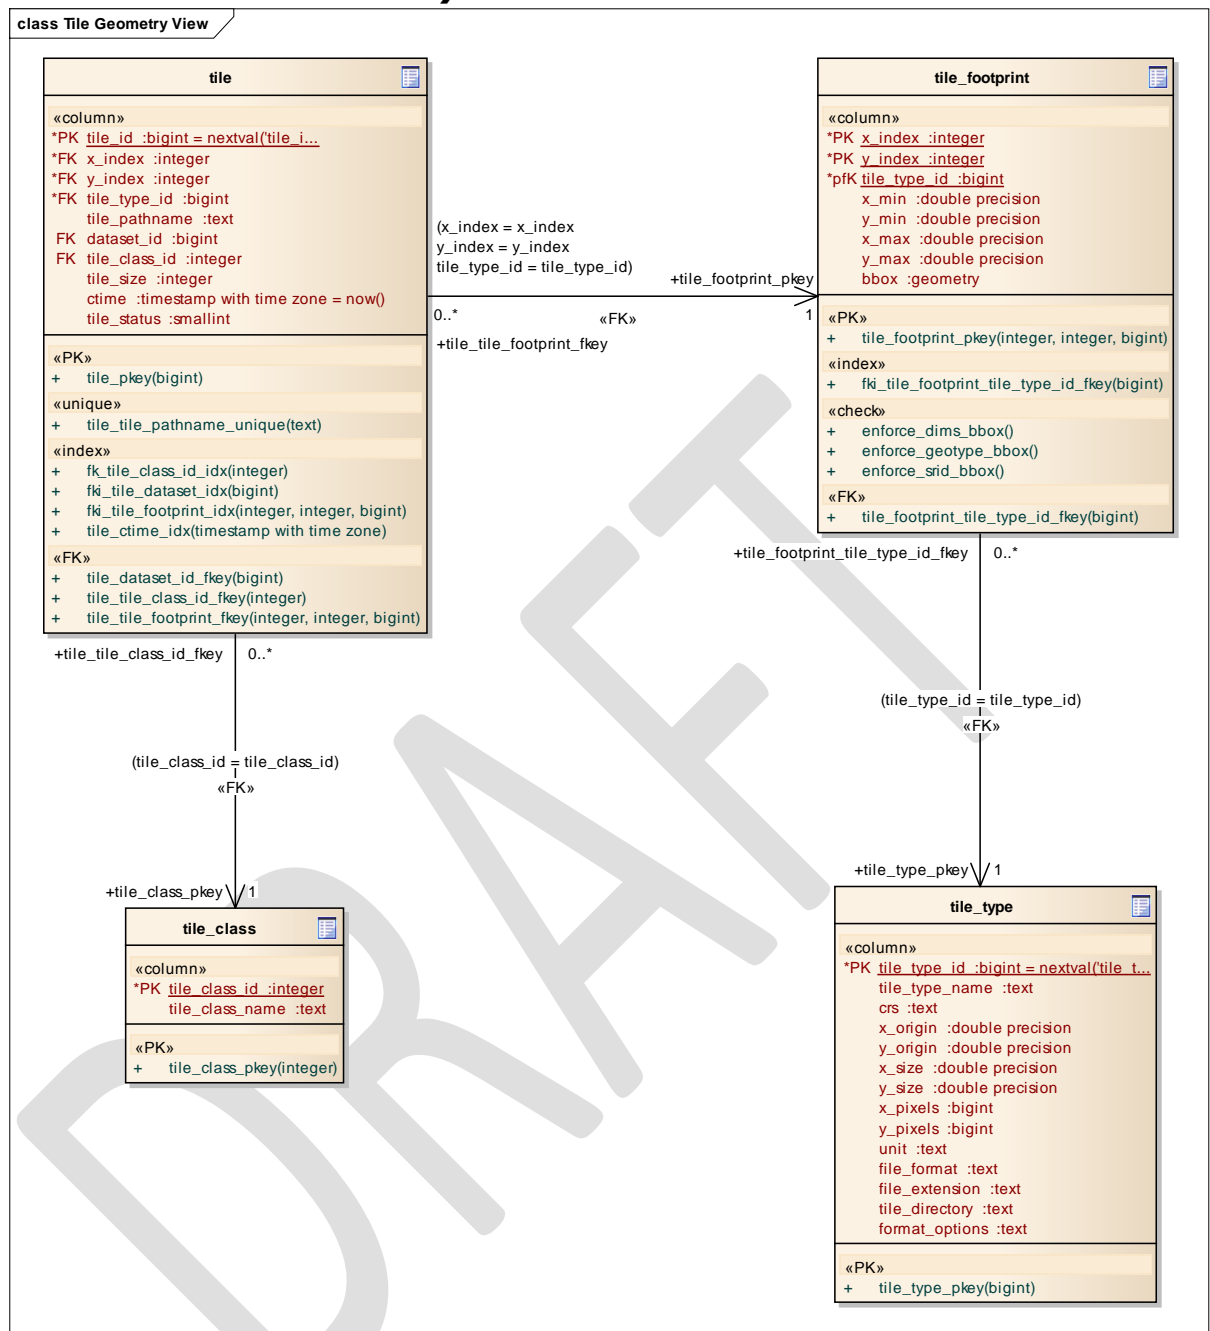 class Tile Geometry View
tile
«column»
*PK tile_id :bigint = nextval('tile_i...
*FK x_index :integer
*FK y_index :integer
*FK tile_type_id :bigint
tile_pathname :text
FK dataset_id :bigint
FK tile_class_id :integer
tile_size :integer
ctime :timestamp with time zone = now()
tile_status :smallint
«PK»
+ tile_pkey(bigint)
«unique»
+ tile_tile_pathname_unique(text)
«index»
+ fk_tile_class_id_idx(integer)
+ fki_tile_dataset_idx(bigint)
+ fki_tile_footprint_idx(integer, integer, bigint)
+ tile_ctime_idx(timestamp with time zone)
«FK»
+ tile_dataset_id_fkey(bigint)
+ tile_tile_class_id_fkey(integer)
+ tile_tile_footprint_fkey(integer, integer, bigint)
(x_index = x_index
y_index = y_index
tile_type_id = tile_type_id)
+tile_footprint_pkey
0..*
«FK»
1
+tile_tile_footprint_fkey
tile_footprint
«column»
*PK x_index :integer
*PK y_index :integer
*pfK tile_type_id :bigint
x_min :double precision
y_min :double precision
x_max :double precision
y_max :double precision
bbox :geometry
«PK»
+ tile_footprint_pkey(integer, integer, bigint)
«index»
+ fki_tile_footprint_tile_type_id_fkey(bigint)
«check»
+ enforce_dims_bbox()
+ enforce_geotype_bbox()
+ enforce_srid_bbox()
«FK»
+ tile_footprint_tile_type_id_fkey(bigint)
+tile_footprint_tile_type_id_fkey 0..*
(tile_type_id = tile_type_id)
«FK»
+tile_type_pkey 1
+tile_tile_class_id_fkey 0..*
(tile_class_id = tile_class_id)
«FK»
+tile_class_pkey 1
tile_class
«column»
*PK tile_class_id :integer
tile_class_name :text
«PK»
+ tile_class_pkey(integer)
tile_type
«column»
*PK tile_type_id :bigint = nextval('tile_t...
tile_type_name :text
crs :text
x_origin :double precision
y_origin :double precision
x_size :double precision
y_size :double precision
x_pixels :bigint
y_pixels :bigint
unit :text
file_format :text
file_extension :text
tile_directory :text
format_options :text
«PK»
+ tile_type_pkey(bigint)
DRAFT